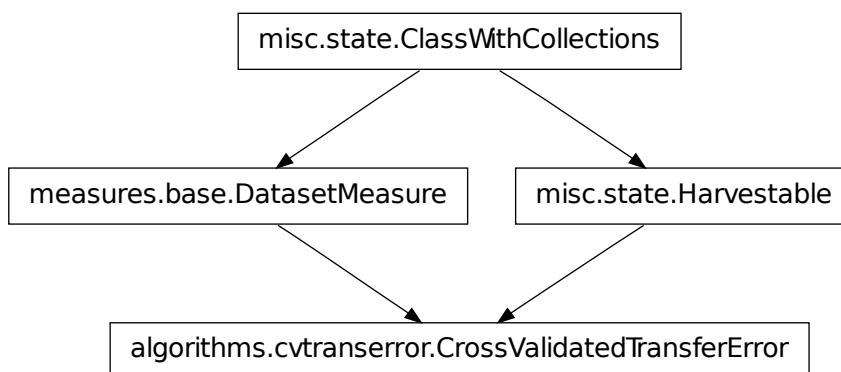 misc.state.ClassWithCollections
measures.base.DatasetMeasure
misc.state.Harvestable
algorithms.cvtranserror.CrossValidatedTransferError